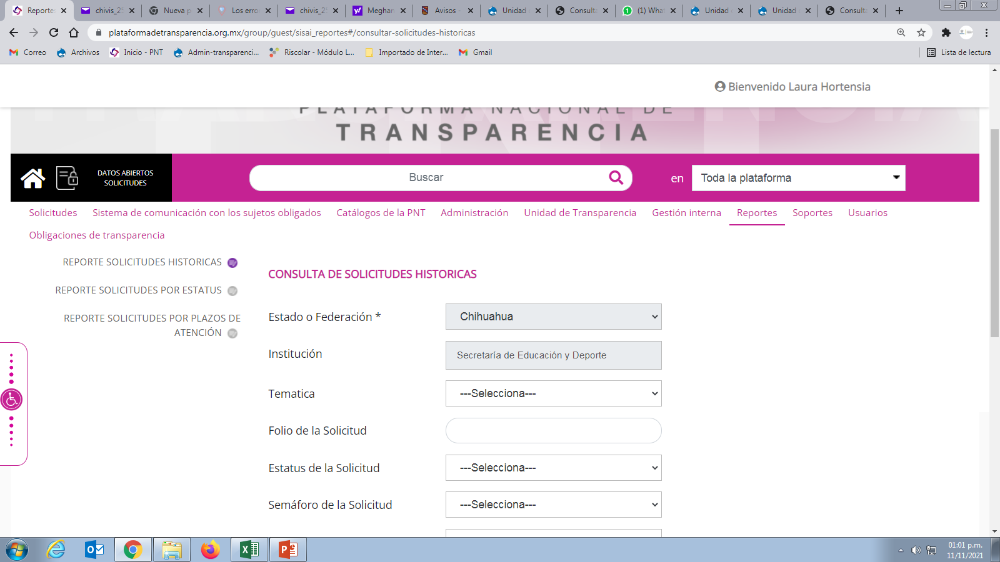 Reportes
chivis_25
Nueva p
Los erro
chivis_25
Meghan
Avisos -
Unidad
Consulta
(1) What
Unidad
Unidad
Consulta
plataformadetransparencia.org.mx/group/guest/sisai_reportes#/consultar-solicitudes-historicas
Correo
Archivos
Inicio - PNT
Admin-transparenci...
Riscolar - Módulo L...
Importado de Inter...
Gmail
Lista de lectura
Bienvenido Laura Hortensia
PLATAFORMA NACIONAL DE
TRANSPARENCIA
DATOS ABIERTOS
SOLICITUDES
Buscar
en
Toda la plataforma
Solicitudes
Sistema de comunicación con los sujetos obligados
Catálogos de la PNT
Administración
Unidad de Transparencia
Gestión interna
Reportes
Soportes
Usuarios
Obligaciones de transparencia
REPORTE SOLICITUDES HISTORICAS
REPORTE SOLICITUDES POR ESTATUS
REPORTE SOLICITUDES POR PLAZOS DE
ATENCIÓN
CONSULTA DE SOLICITUDES HISTORICAS
Estado o Federación *
Chihuahua
Institución
Secretaría de Educación y Deporte
Tematica
---Selecciona---
Folio de la Solicitud
Estatus de la Solicitud
---Selecciona---
Semáforo de la Solicitud
---Selecciona---
01:01 p.m.
11/11/2021